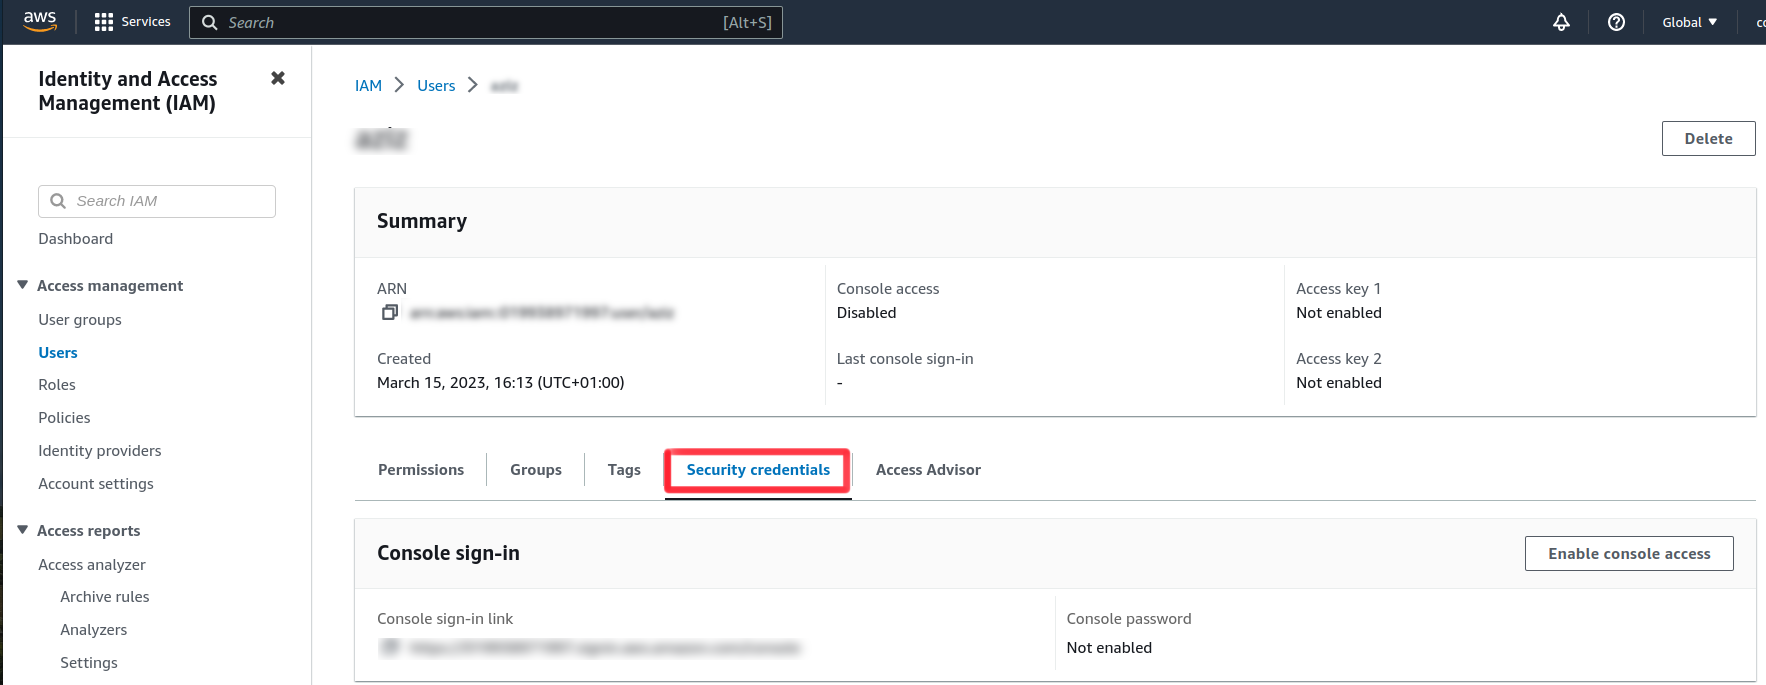 aws
Services
Search [Alt+S]
Global
Identity and Access
Management (IAM)
Search IAM
Dashboard
Access management
User groups
Users
Roles
Policies
Identity providers
Account settings
Access reports
Access analyzer
Archive rules
Analyzers
Settings
IAM > Users >
Delete
Summary
ARN
Created
March 15, 2023, 16:13 (UTC+01:00)
Console access
Disabled
Last console sign-in
-
Access key 1
Not enabled
Access key 2
Not enabled
Permissions
Groups
Tags
Security credentials
Access Advisor
Console sign-in
Enable console access
Console sign-in link
Console password
Not enabled